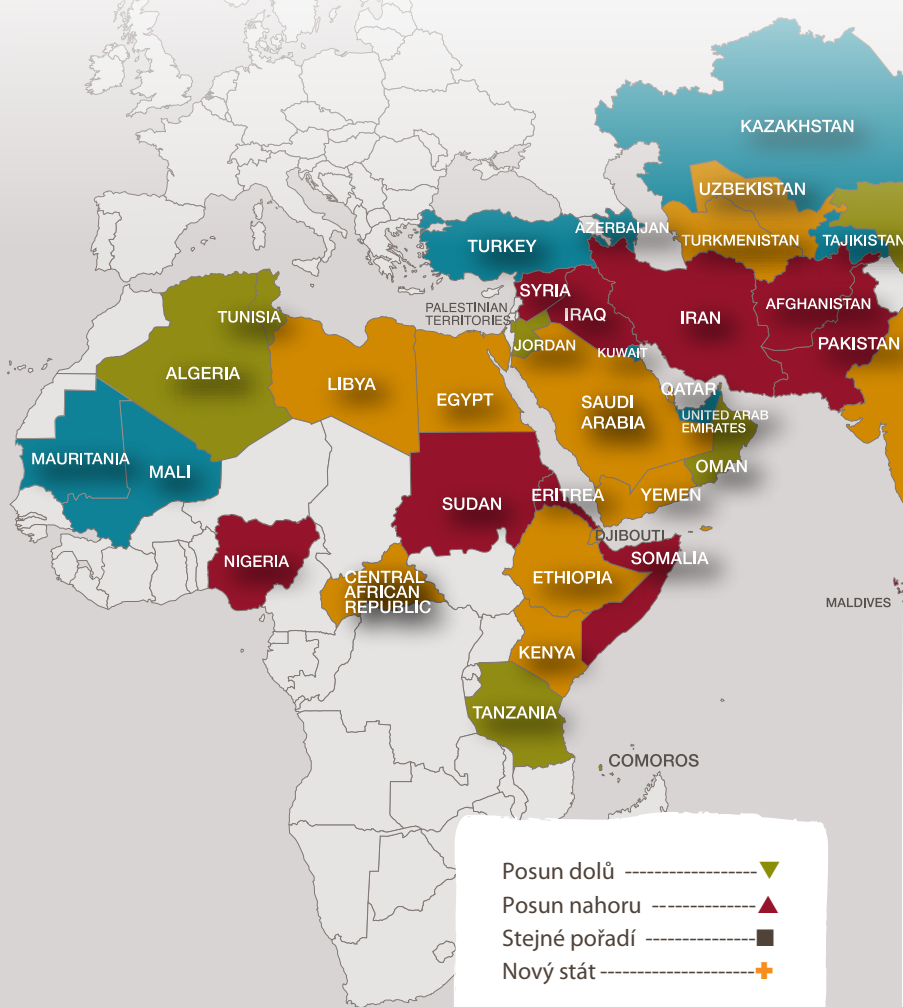 KAZAKHSTAN
UZBEKISTAN
AZERBAIJAN
TURKEY
TURKMENISTAN
TAJIKISTAN
SYRIA
PALESTINIAN
TERRITORIES
IRAQ
IRAN
AFGHANISTAN
TUNISIA
JORDAN
KUWAIT
PAKISTAN
ALGERIA
LIBYA
EGYPT
SAUDI
ARABIA
QATAR
UNITED ARAB
EMIRATES
MAURITANIA
MALI
OMAN
SUDAN
ERITREA
YEMEN
DJIBOUTI
NIGERIA
SOMALIA
CENTRAL
AFRICAN
REPUBLIC
ETHIOPIA
MALDIVES
KENYA
TANZANIA
COMOROS
Posun dolů ------------------
Posun nahoru ---------------
Stejné pořadí ---------------
Nový stát ---------------------